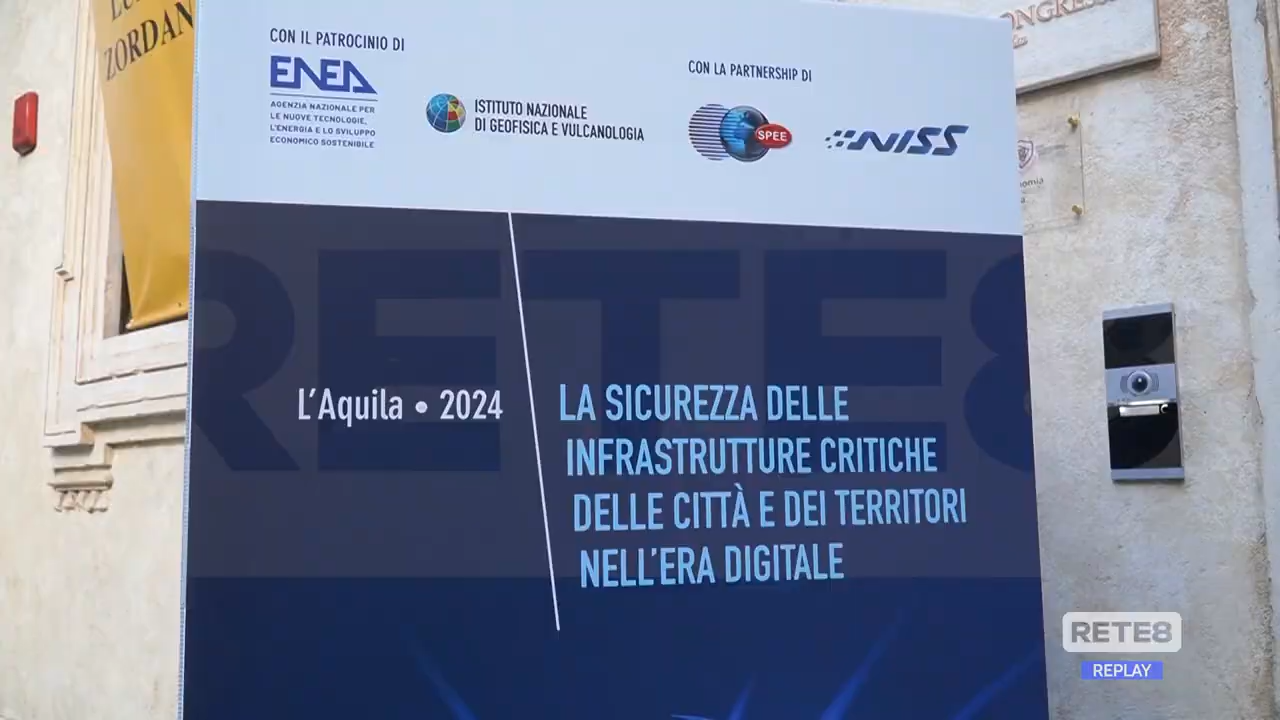 ZORDAN
CON IL PATROCINIO DI
ENEA
AGENZIA NAZIONALE PER
LE NUOVE TECNOLOGIE,
L'ENERGIA E LO SVILUPPO
ECONOMICO SOSTENIBILE
ISTITUTO NAZIONALE
DI GEOFISICA E VULCANOLOGIA
CON LA PARTNERSHIP DI
SPEE
NISS
RETE8
L'Aquila • 2024
LA SICUREZZA DELLE
INFRASTRUTTURE CRITICHE
DELLE CITTÀ E DEI TERRITORI
NELL'ERA DIGITALE
RETE8
REPLAY